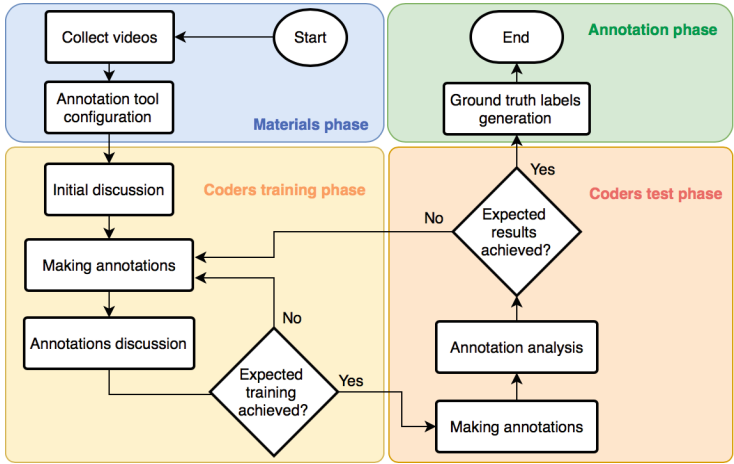 Collect videos
Start
Annotation tool
configuration
Materials phase
End
Annotation phase
Ground truth labels
generation
Initial discussion
Coders training phase
Making annotations
Annotations discussion
No
Expected
training
achieved?
Yes
Yes
Coders test phase
No
Expected
results
achieved?
Annotation analysis
Making annotations